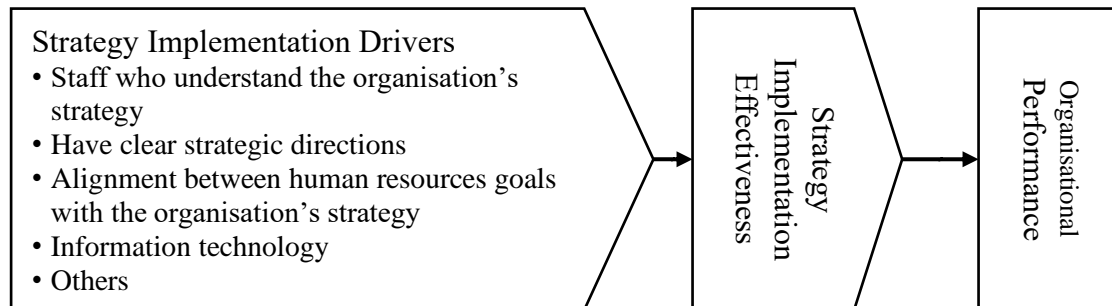 Strategy Implementation Drivers
• Staff who understand the organisation’s
strategy
• Have clear strategic directions
• Alignment between human resources goals
with the organisation’s strategy
• Information technology
• Others
Strategy
Implementation
Effectiveness
Organisational
Performance